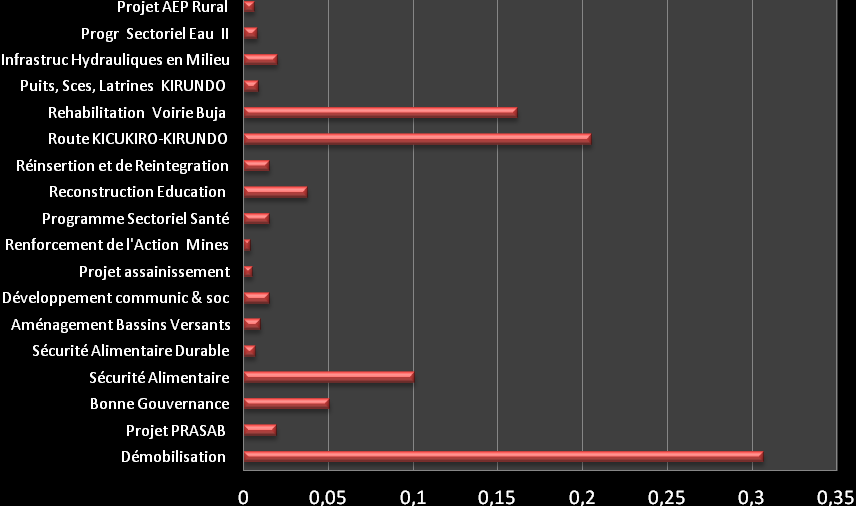 Projet AEP Rural
Progr Sectoriel Eau II
Infrastruc Hydrauliques en Milieu
Puits, Sces, Latrines KIRUNDO
Rehabilitation Voirie Buja
Route KICUKIRO-KIRUNDO
Réinsertion et de Reintegration
Reconstruction Education
Programme Sectoriel Santé
Renforcement de l'Action Mines
Projet assainissement
Développement communic & soc
Aménagement Bassins Versants
Sécurité Alimentaire Durable
Sécurité Alimentaire
Bonne Gouvernance
Projet PRASAB
Démobilisation
0 0,05 0,1 0,15 0,2 0,25 0,3 0,35